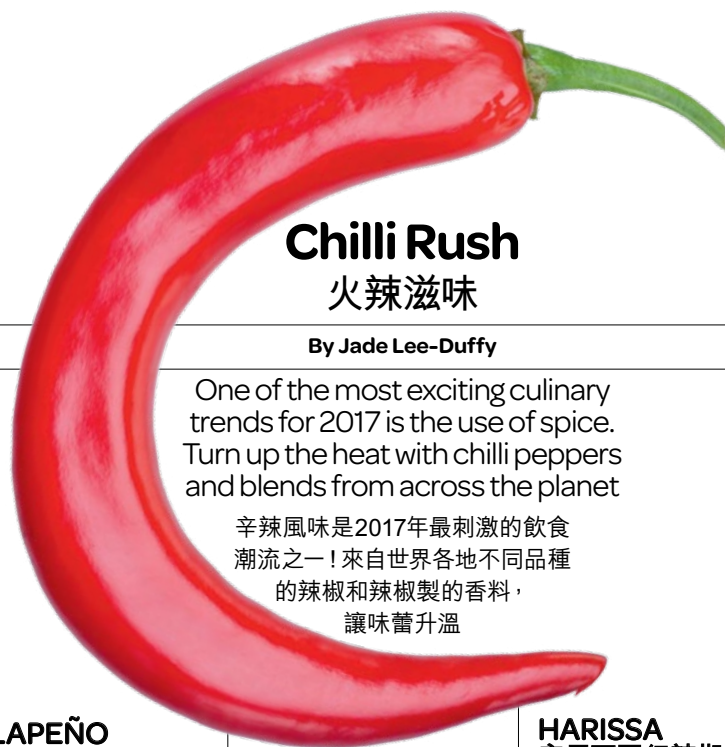 Chilli Rush
火辣滋味
By Jade Lee-Duffy
One of the most exciting culinary
trends for 2017 is the use of spice.
Turn up the heat with chilli peppers
and blends from across the planet
辛辣風味是2017年最刺激的飲食
潮流之一！來自世界各地不同品種
的辣椒和辣椒製的香料，
讓味蕾升溫
LAPEÑO
HARISSA